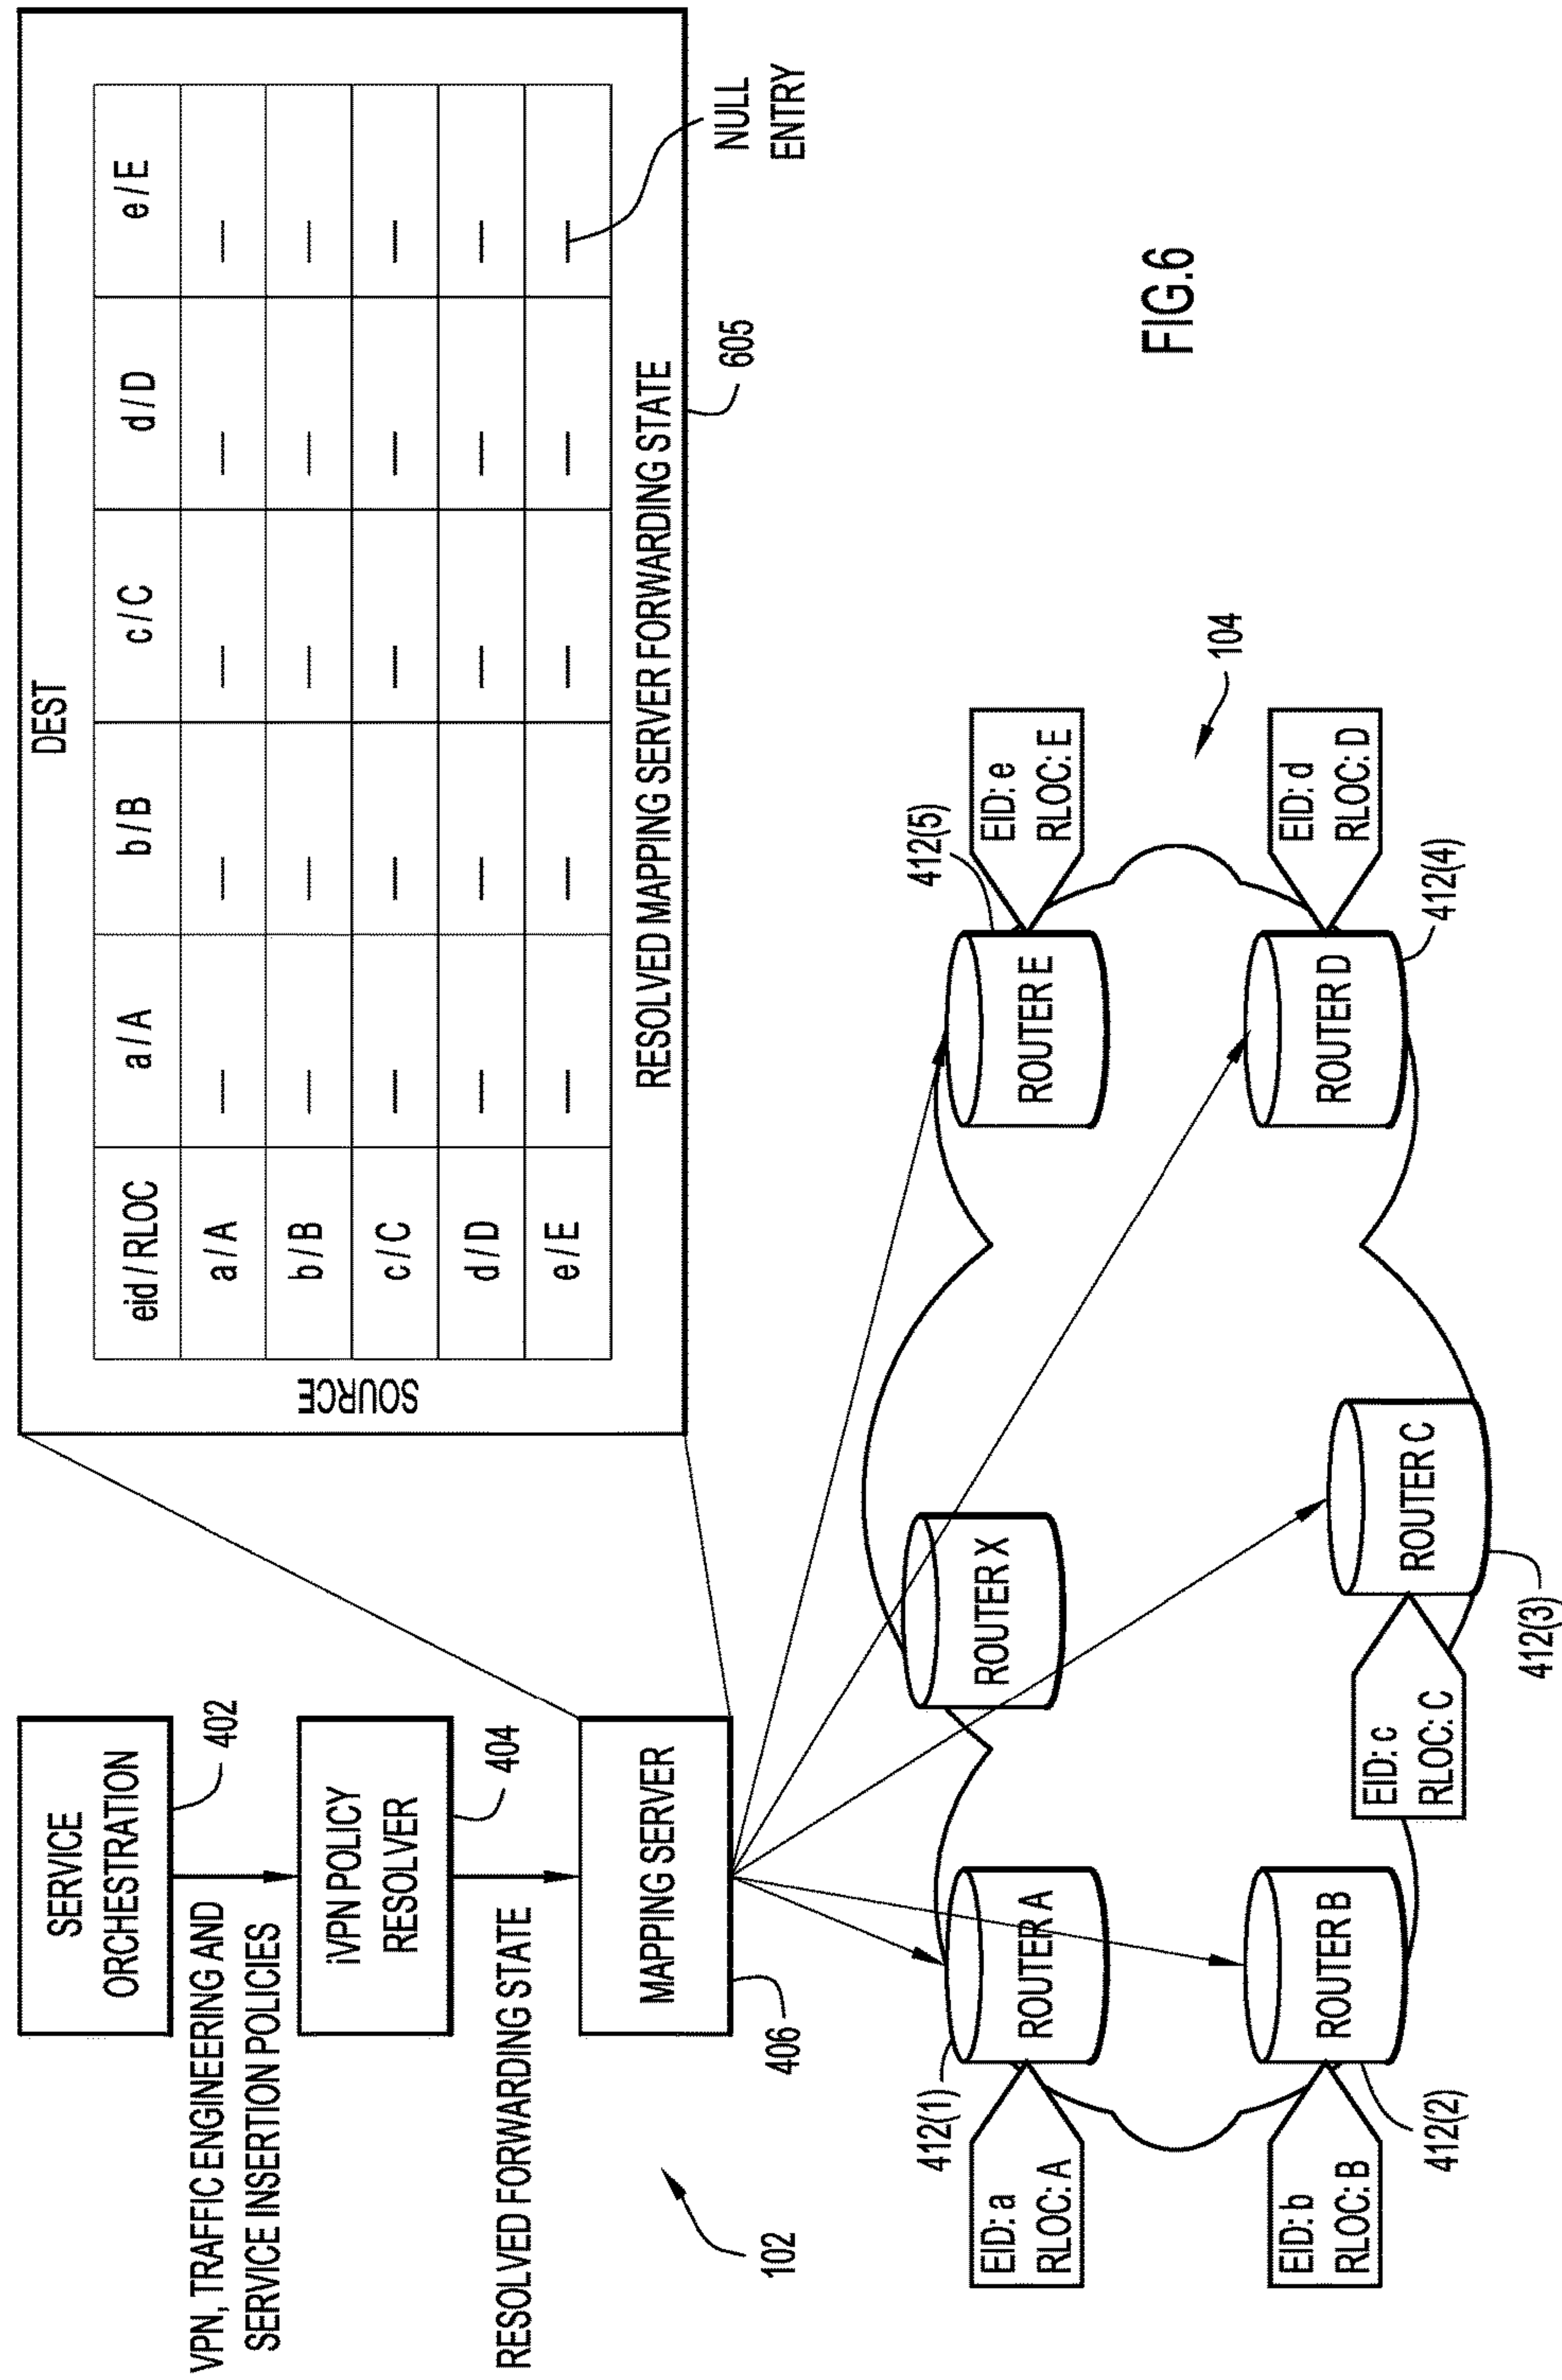 SERVICE
ORCHESTRATION
402
VPN, TRAFFIC ENGINEERING AND
SERVICE INSERTION POLICIES
iVPN POLICY
RESOLVER
404
RESOLVED FORWARDING STATE
MAPPING SERVER
406
102
DEST
SOURCE
eid / RLOC a / A b / B c / C d / D e / E
a / A — — — — —
b / B — — — — —
c / C — — — — —
d / D — — — — —
e / E — — — — —
RESOLVED MAPPING SERVER FORWARDING STATE
605
NULL
ENTRY
412(1)
EID: a
RLOC: A
ROUTER A
ROUTER X
412(5)
ROUTER E
EID: e
RLOC: E
104
EID: b
RLOC: B
ROUTER B
412(2)
EID: c
RLOC: C
ROUTER C
412(3)
ROUTER D
EID: d
RLOC: D
412(4)
FIG.6